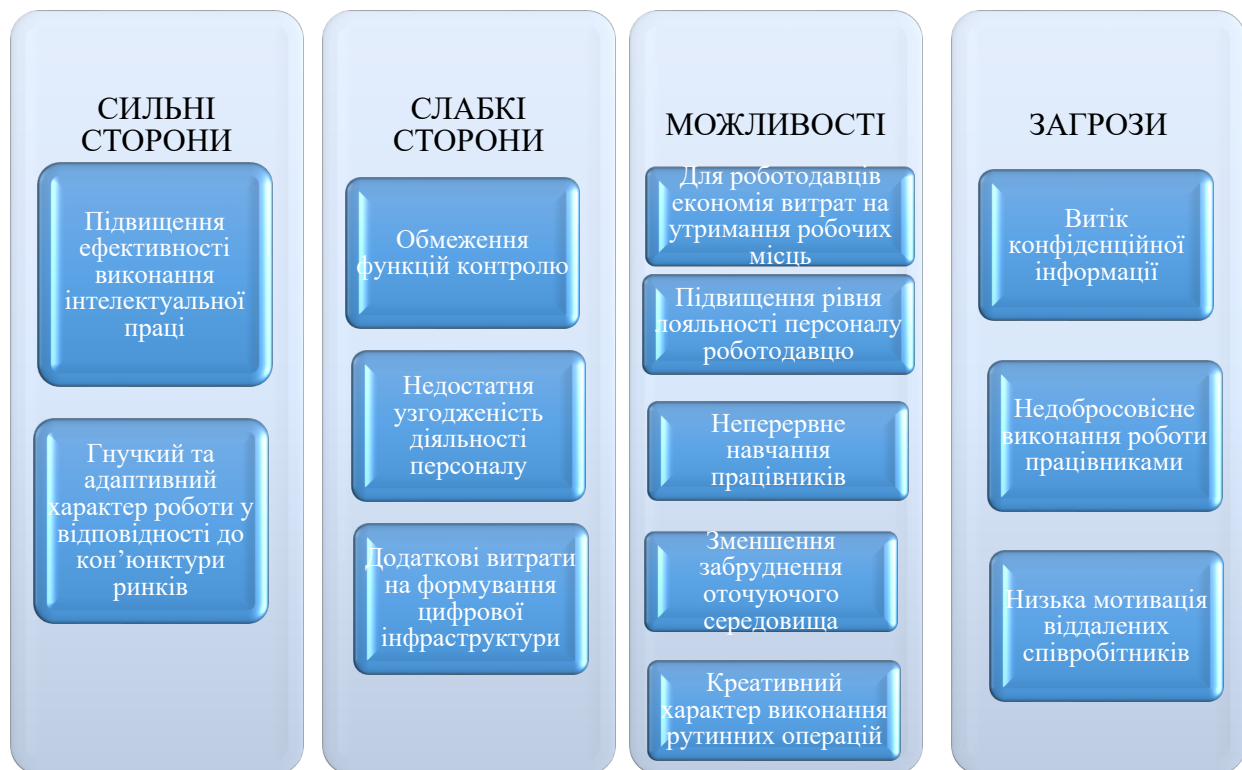 СИЛЬНІ
СТОРОНИ
Підвищення
ефективності
виконання
інтелектуальної
праці
Гнучкий та
адаптивний
характер роботи у
відповідності до
кон’юнктури
ринків
СЛАБКІ
СТОРОНИ
Обмеження
функцій контролю
Недостатня
узгодженість
діяльності
персоналу
Додаткові витрати
на формування
цифрової
інфраструктури
МОЖЛИВОСТІ
Для роботодавців
економія витрат на
утримання робочих
місць
Підвищення рівня
лояльності персоналу
роботодавцю
Неперервне
навчання
працівників
Зменшення
забруднення
оточуючого
середовища
Креативний
характер виконання
рутинних операцій
ЗАГРОЗИ
Витік
конфіденційної
інформації
Недобросовісне
виконання роботи
працівниками
Низька мотивація
віддалених
співробітників